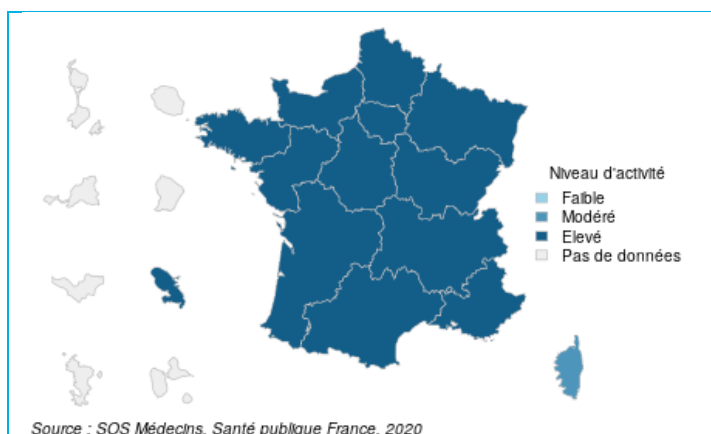 Niveau d'activité
Faible
Modéré
Elevé
Pas de données
Source : SOS Médecins, Santé publique France, 2020